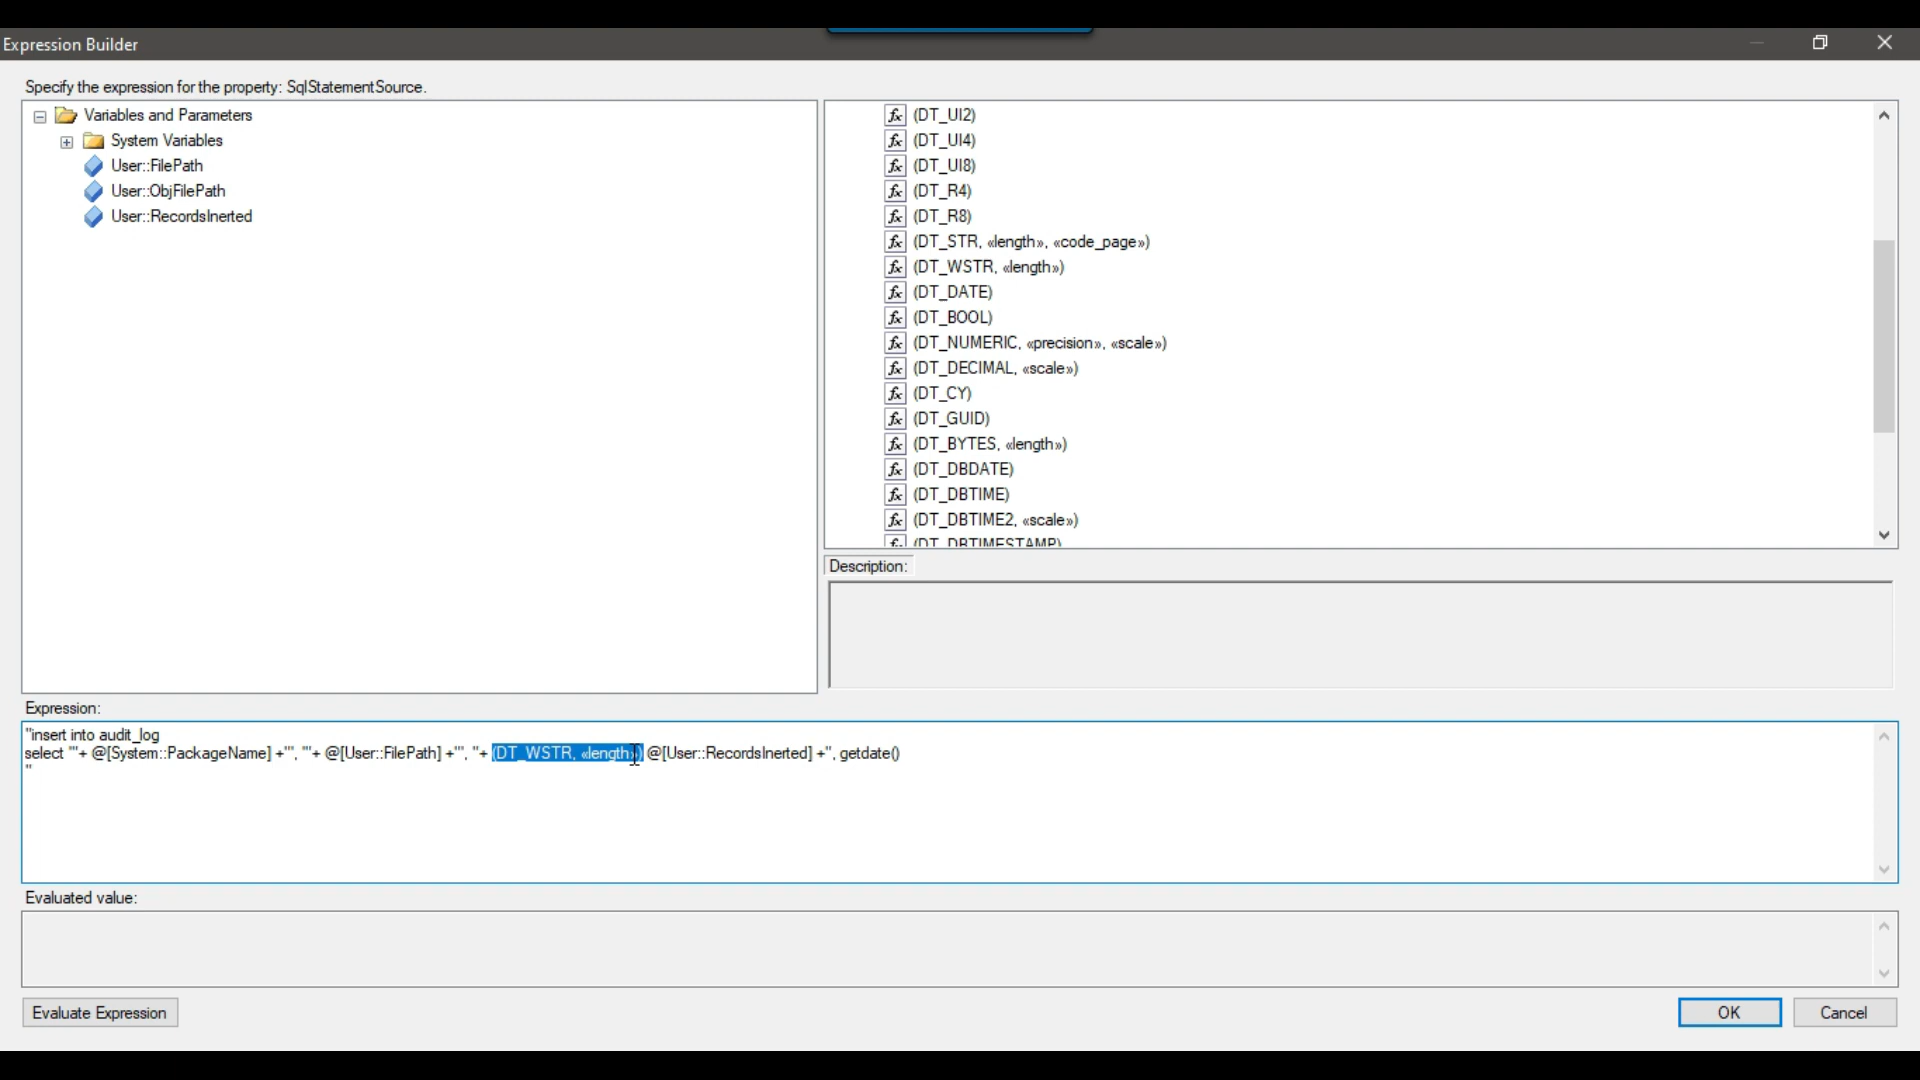 Expression Builder
Specify the expression for the property: SqlStatementSource.
Variables and Parameters
System Variables
User::FilePath
User::ObjFilePath
User::RecordsInerted
(DT_UI2)
(DT_UI4)
(DT_UI8)
(DT_R4)
(DT_R8)
(DT_STR, «length», «code_page»)
(DT_WSTR, «length»)
(DT_DATE)
(DT_BOOL)
(DT_NUMERIC, «precision», «scale»)
(DT_DECIMAL, «scale»)
(DT_CY)
(DT_GUID)
(DT_BYTES, «length»)
(DT_DBDATE)
(DT_DBTIME)
(DT_DBTIME2, «scale»)
(DT_DBTIMESTAMP)
Description:
Expression:
"insert into audit_log
select '"+ @[System::PackageName] +"', '"+ @[User::FilePath] +"', "+ (DT_WSTR, «length») @[User::RecordsInerted] +", getdate()
"
Evaluated value:
Evaluate Expression
OK
Cancel